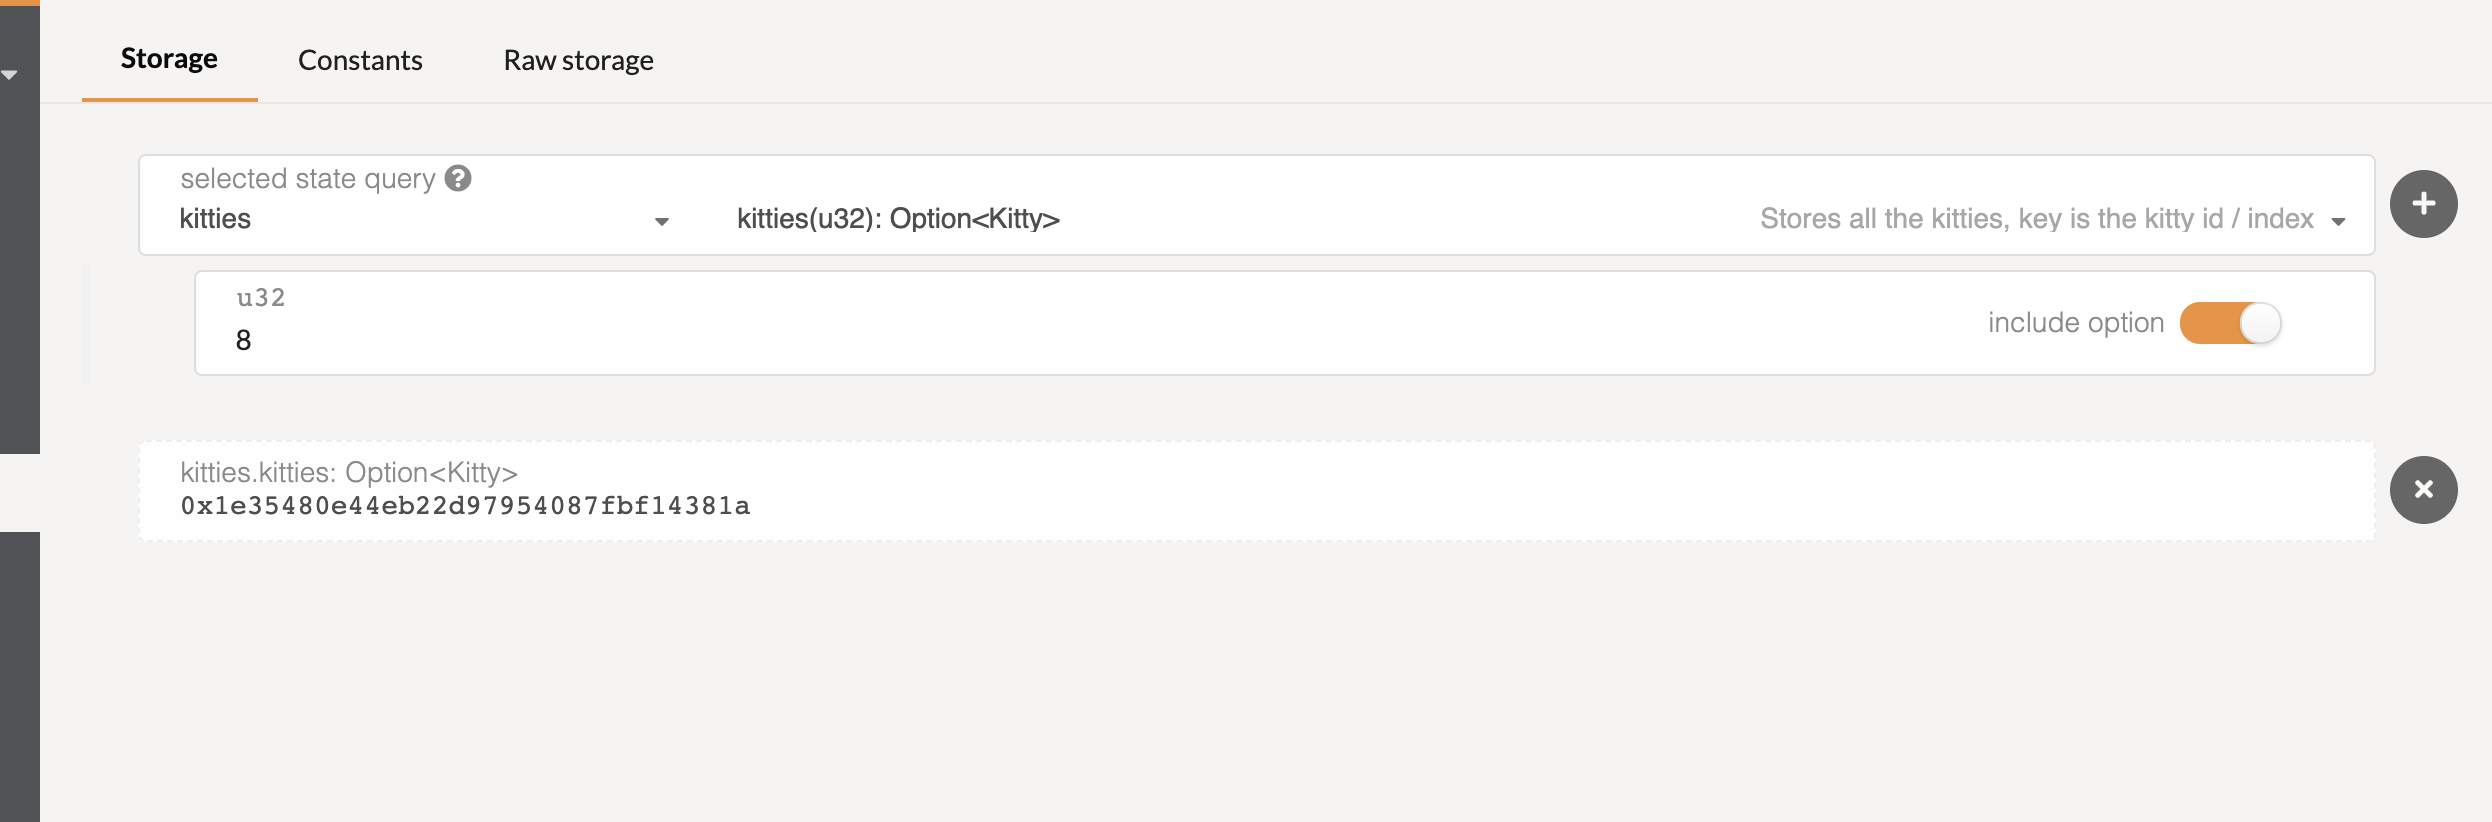 Storage Constants Raw storage
selected state query
kitties kitties(u32): Option<Kitty> Stores all the kitties, key is the kitty id / index
u32
8
include option
kitties.kitties: Option<Kitty>
0x1e35480e44eb22d97954087fbf14381a